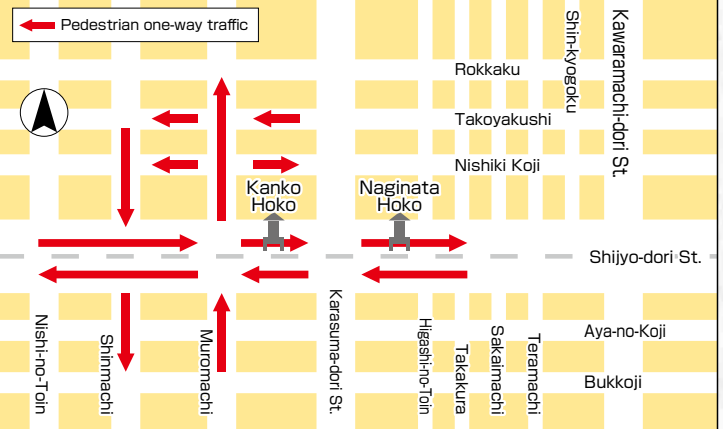 Pedestrian one-way traffic
Shin-kyogoku
Kawaramachi-dori St.
Rokkaku
Takoyakushi
Nishiki Koji
Kanko
Hoko
Naginata
Hoko
Shijyo-dori St.
Nishi-no-Toin
Shinmachi
Muromachi
Karasuma-dori St.
Higashi-no-Toin
Takakura
Sakaimachi
Teramachi
Aya-no-Koji
Bukkoji